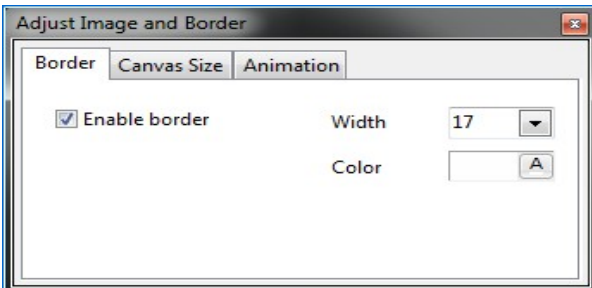 Adjust Image and Border
Border Canvas Size Animation
Enable border Width 17
Color A